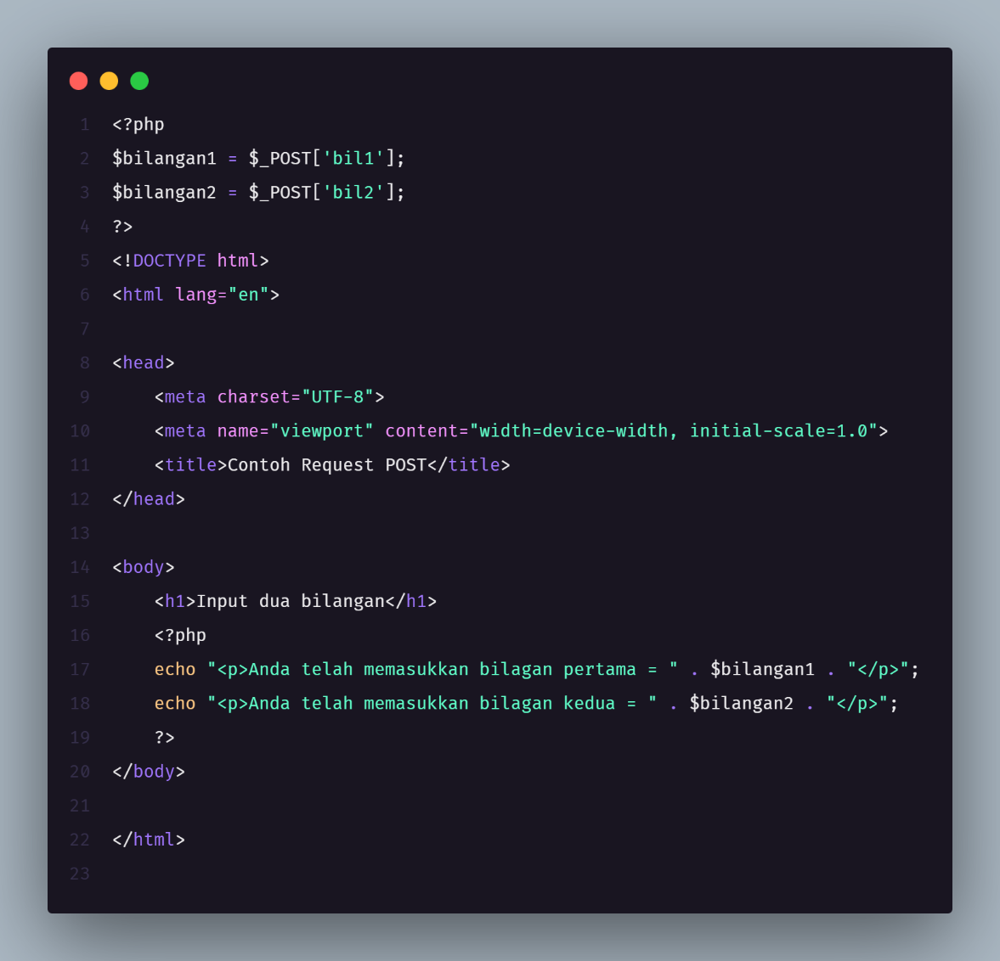 1 <?php
2 $bilangan1 = $_POST['bil1'];
3 $bilangan2 = $_POST['bil2'];
4 ?>
5 <!DOCTYPE html>
6 <html lang="en">
7
8 <head>
9     <meta charset="UTF-8">
10     <meta name="viewport" content="width=device-width, initial-scale=1.0">
11     <title>Contoh Request POST</title>
12 </head>
13
14 <body>
15     <h1>Input dua bilangan</h1>
16     <?php
17     echo "<p>Anda telah memasukkan bilagan pertama = " . $bilangan1 . "</p>";
18     echo "<p>Anda telah memasukkan bilagan kedua = " . $bilangan2 . "</p>";
19     ?>
20 </body>
21
22 </html>
23